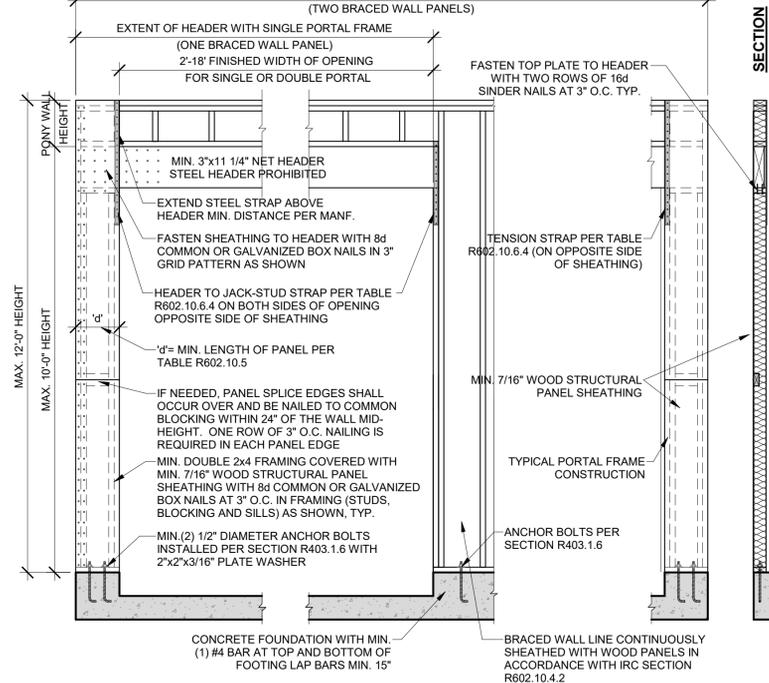 (TWO BRACED WALL PANELS)
EXTENT OF HEADER WITH SINGLE PORTAL FRAME
(ONE BRACED WALL PANEL)
2'-18' FINISHED WIDTH OF OPENING
FOR SINGLE OR DOUBLE PORTAL
FASTEN TOP PLATE TO HEADER
WITH TWO ROWS OF 16d
SINDER NAILS AT 3" O.C. TYP.
SECTION
PONY WALL
HEIGHT
MIN. 3"x11 1/4" NET HEADER
STEEL HEADER PROHIBITED
EXTEND STEEL STRAP ABOVE
HEADER MIN. DISTANCE PER MANF.
FASTEN SHEATHING TO HEADER WITH 8d
COMMON OR GALVANIZED BOX NAILS IN 3"
GRID PATTERN AS SHOWN
TENSION STRAP PER TABLE
R602.10.6.4 (ON OPPOSITE SIDE
OF SHEATHING)
HEADER TO JACK-STUD STRAP PER TABLE
R602.10.6.4 ON BOTH SIDES OF OPENING
OPPOSITE SIDE OF SHEATHING
MAX. 12'-0" HEIGHT
MAX. 10'-0" HEIGHT
'd'
'd'= MIN. LENGTH OF PANEL PER
TABLE R602.10.5
MIN. 7/16" WOOD STRUCTURAL
PANEL SHEATHING
IF NEEDED, PANEL SPLICE EDGES SHALL
OCCUR OVER AND BE NAILED TO COMMON
BLOCKING WITHIN 24" OF THE WALL MID-
HEIGHT. ONE ROW OF 3" O.C. NAILING IS
REQUIRED IN EACH PANEL EDGE
MIN. DOUBLE 2x4 FRAMING COVERED WITH
MIN. 7/16" WOOD STRUCTURAL PANEL
SHEATHING WITH 8d COMMON OR GALVANIZED
BOX NAILS AT 3" O.C. IN FRAMING (STUDS,
BLOCKING AND SILLS) AS SHOWN, TYP.
TYPICAL PORTAL FRAME
CONSTRUCTION
MIN.(2) 1/2" DIAMETER ANCHOR BOLTS
INSTALLED PER SECTION R403.1.6 WITH
2"x2"x3/16" PLATE WASHER
ANCHOR BOLTS PER
SECTION R403.1.6
CONCRETE FOUNDATION WITH MIN.
(1) #4 BAR AT TOP AND BOTTOM OF
FOOTING LAP BARS MIN. 15"
BRACED WALL LINE CONTINUOUSLY
SHEATHED WITH WOOD PANELS IN
ACCORDANCE WITH IRC SECTION
R602.10.4.2